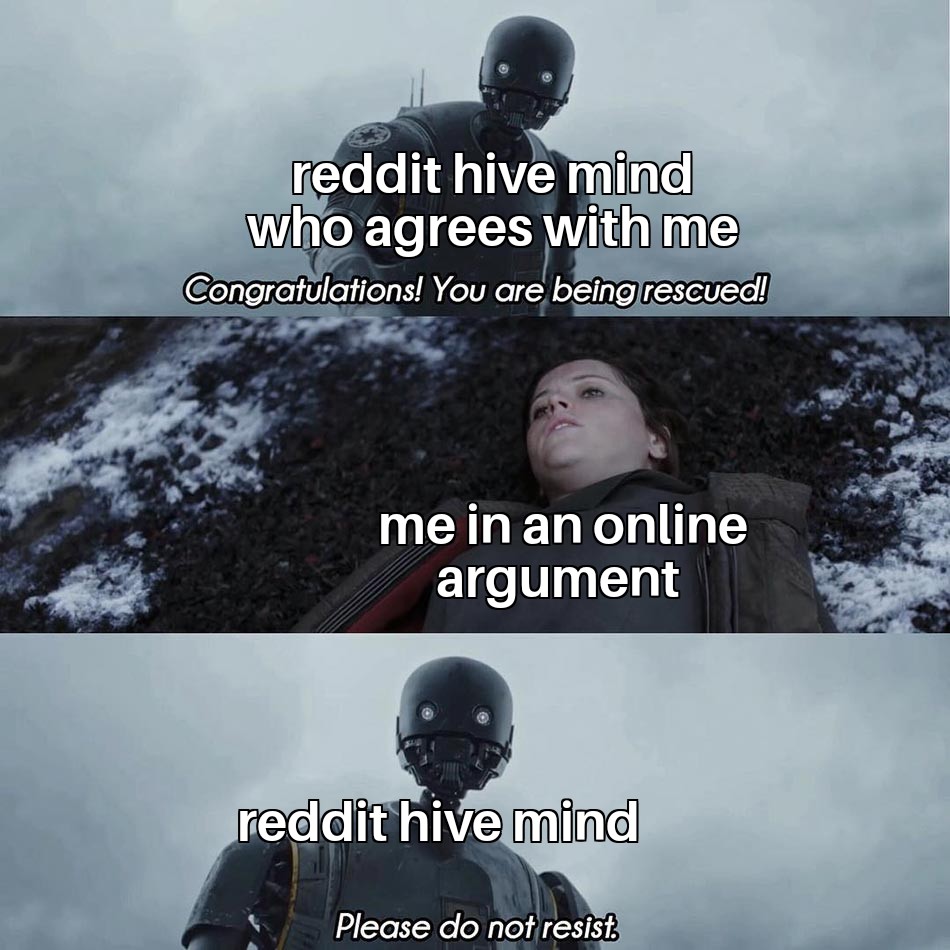 reddit hive mind
who agrees with me
Congratulations! You are being rescued!
me in an online
argument
reddit hive mind
Please do not resist.